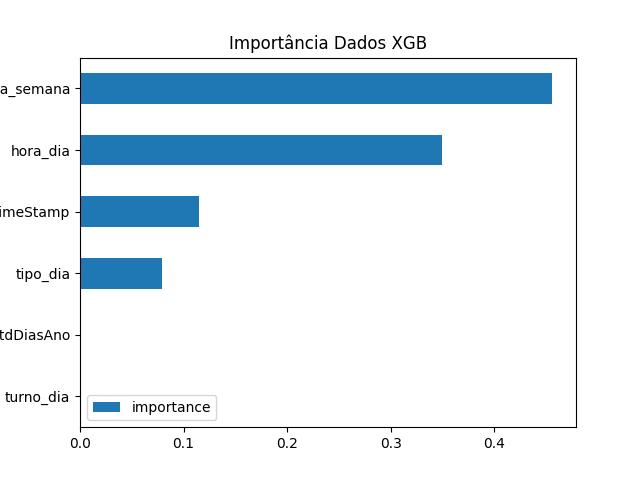 Importância Dados XGB
a_semana
hora_dia
imeStamp
tipo_dia
tdDiasAno
turno_dia
importance
0.0 0.1 0.2 0.3 0.4